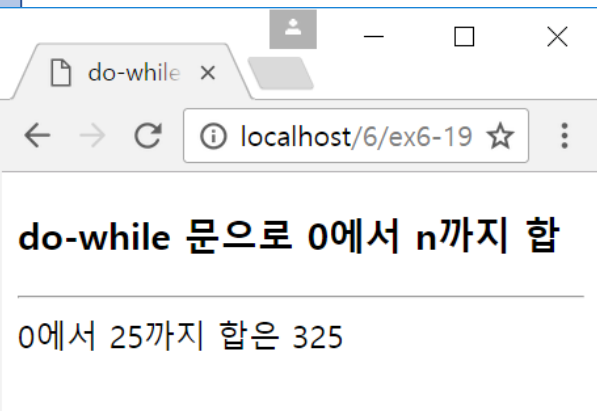 do-while
localhost/6/ex6-19
do-while 문으로 0에서 n까지 합
0에서 25까지 합은 325